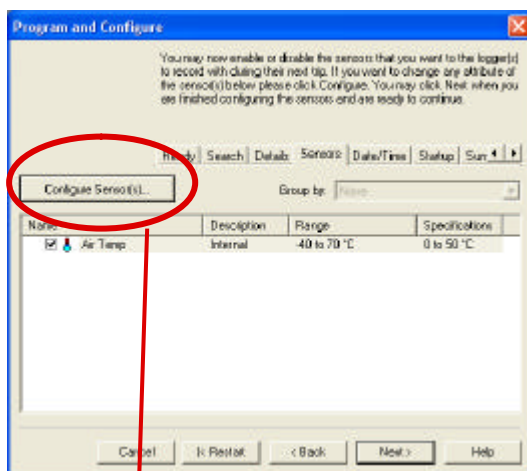 Program and Configure
You may now enable or disable the sensors that you want to the logger(s)
to record with during their next trip. If you want to change any attribute of
the sensor(s) below please click Configure. You may click Next when you
are finished configuring the sensors and are ready to continue.
Ready Search Details Sensors Date/Time Startup Sum
Configure Sensor(s)... Group by: None
Name Description Range Specifications
Air Temp Internal -40 to 70 °C 0 to 50 °C
Cancel |< Restart < Back Next > Help